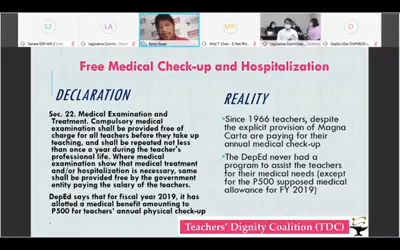 S2
LA
MP
D
Free Medical Check-up and Hospitalization
DECLARATION
Sec. 22. Medical Examination and
Treatment. Compulsory medical
examination shall be provided free of
charge for all teachers before they take up
teaching, and shall be repeated not less
than once a year during the teacher's
professional life. Where medical
examination show that medical treatment
and/or hospitalization is necessary, same
shall be provided free by the government
entity paying the salary of the teachers.
DepEd says that for fiscal year 2019, it has
allotted a medical benefit amounting to
P500 for teachers' annual physical check-up
.
REALITY
•Since 1966 teachers, despite
the explicit provision of Magna
Carta are paying for their
annual medical check-up
•The DepEd never had a
program to assist the teachers
for their medical needs (except
for the P500 supposed medical
allowance for FY 2019)
Teachers' Dignity Coalition (TDC)